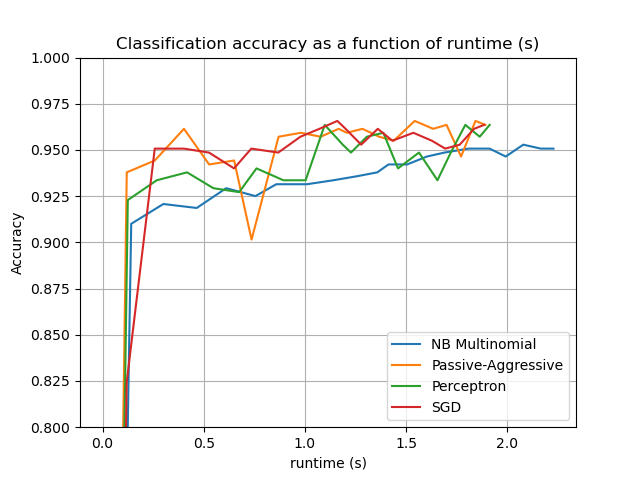 Classification accuracy as a function of runtime (s)
1.000
0.975
0.950
0.925
0.900
0.875
0.850
0.825
0.800
Accuracy
NB Multinomial
Passive-Aggressive
Perceptron
SGD
0.0 0.5 1.0 1.5 2.0
runtime (s)